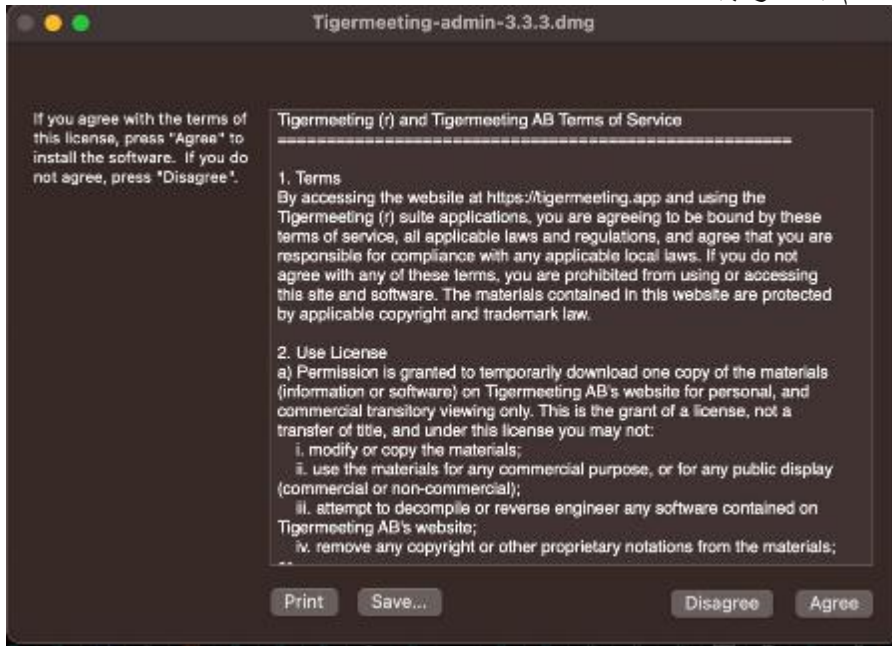 Tigermeeting-admin-3.3.3.dmg
If you agree with the terms of
this license, press "Agree" to
install the software. If you do
not agree, press "Disagree".
Tigermeeting (r) and Tigermeeting AB Terms of Service
1. Terms
By accessing the website at https://tigermeeting.app and using the
Tigermeeting (r) suite applications, you are agreeing to be bound by these
terms of service, all applicable laws and regulations, and agree that you are
responsible for compliance with any applicable local laws. If you do not
agree with any of these terms, you are prohibited from using or accessing
this site and software. The materials contained in this website are protected
by applicable copyright and trademark law.
2. Use License
a) Permission is granted to temporarily download one copy of the materials
(information or software) on Tigermeeting AB's website for personal, and
commercial transitory viewing only. This is the grant of a license, not a
transfer of title, and under this license you may not:
i. modify or copy the materials;
ii. use the materials for any commercial purpose, or for any public display
(commercial or non-commercial);
iii. attempt to decompile or reverse engineer any software contained on
Tigermeeting AB's website;
iv. remove any copyright or other proprietary notations from the materials;
Print Save... Disagree Agree